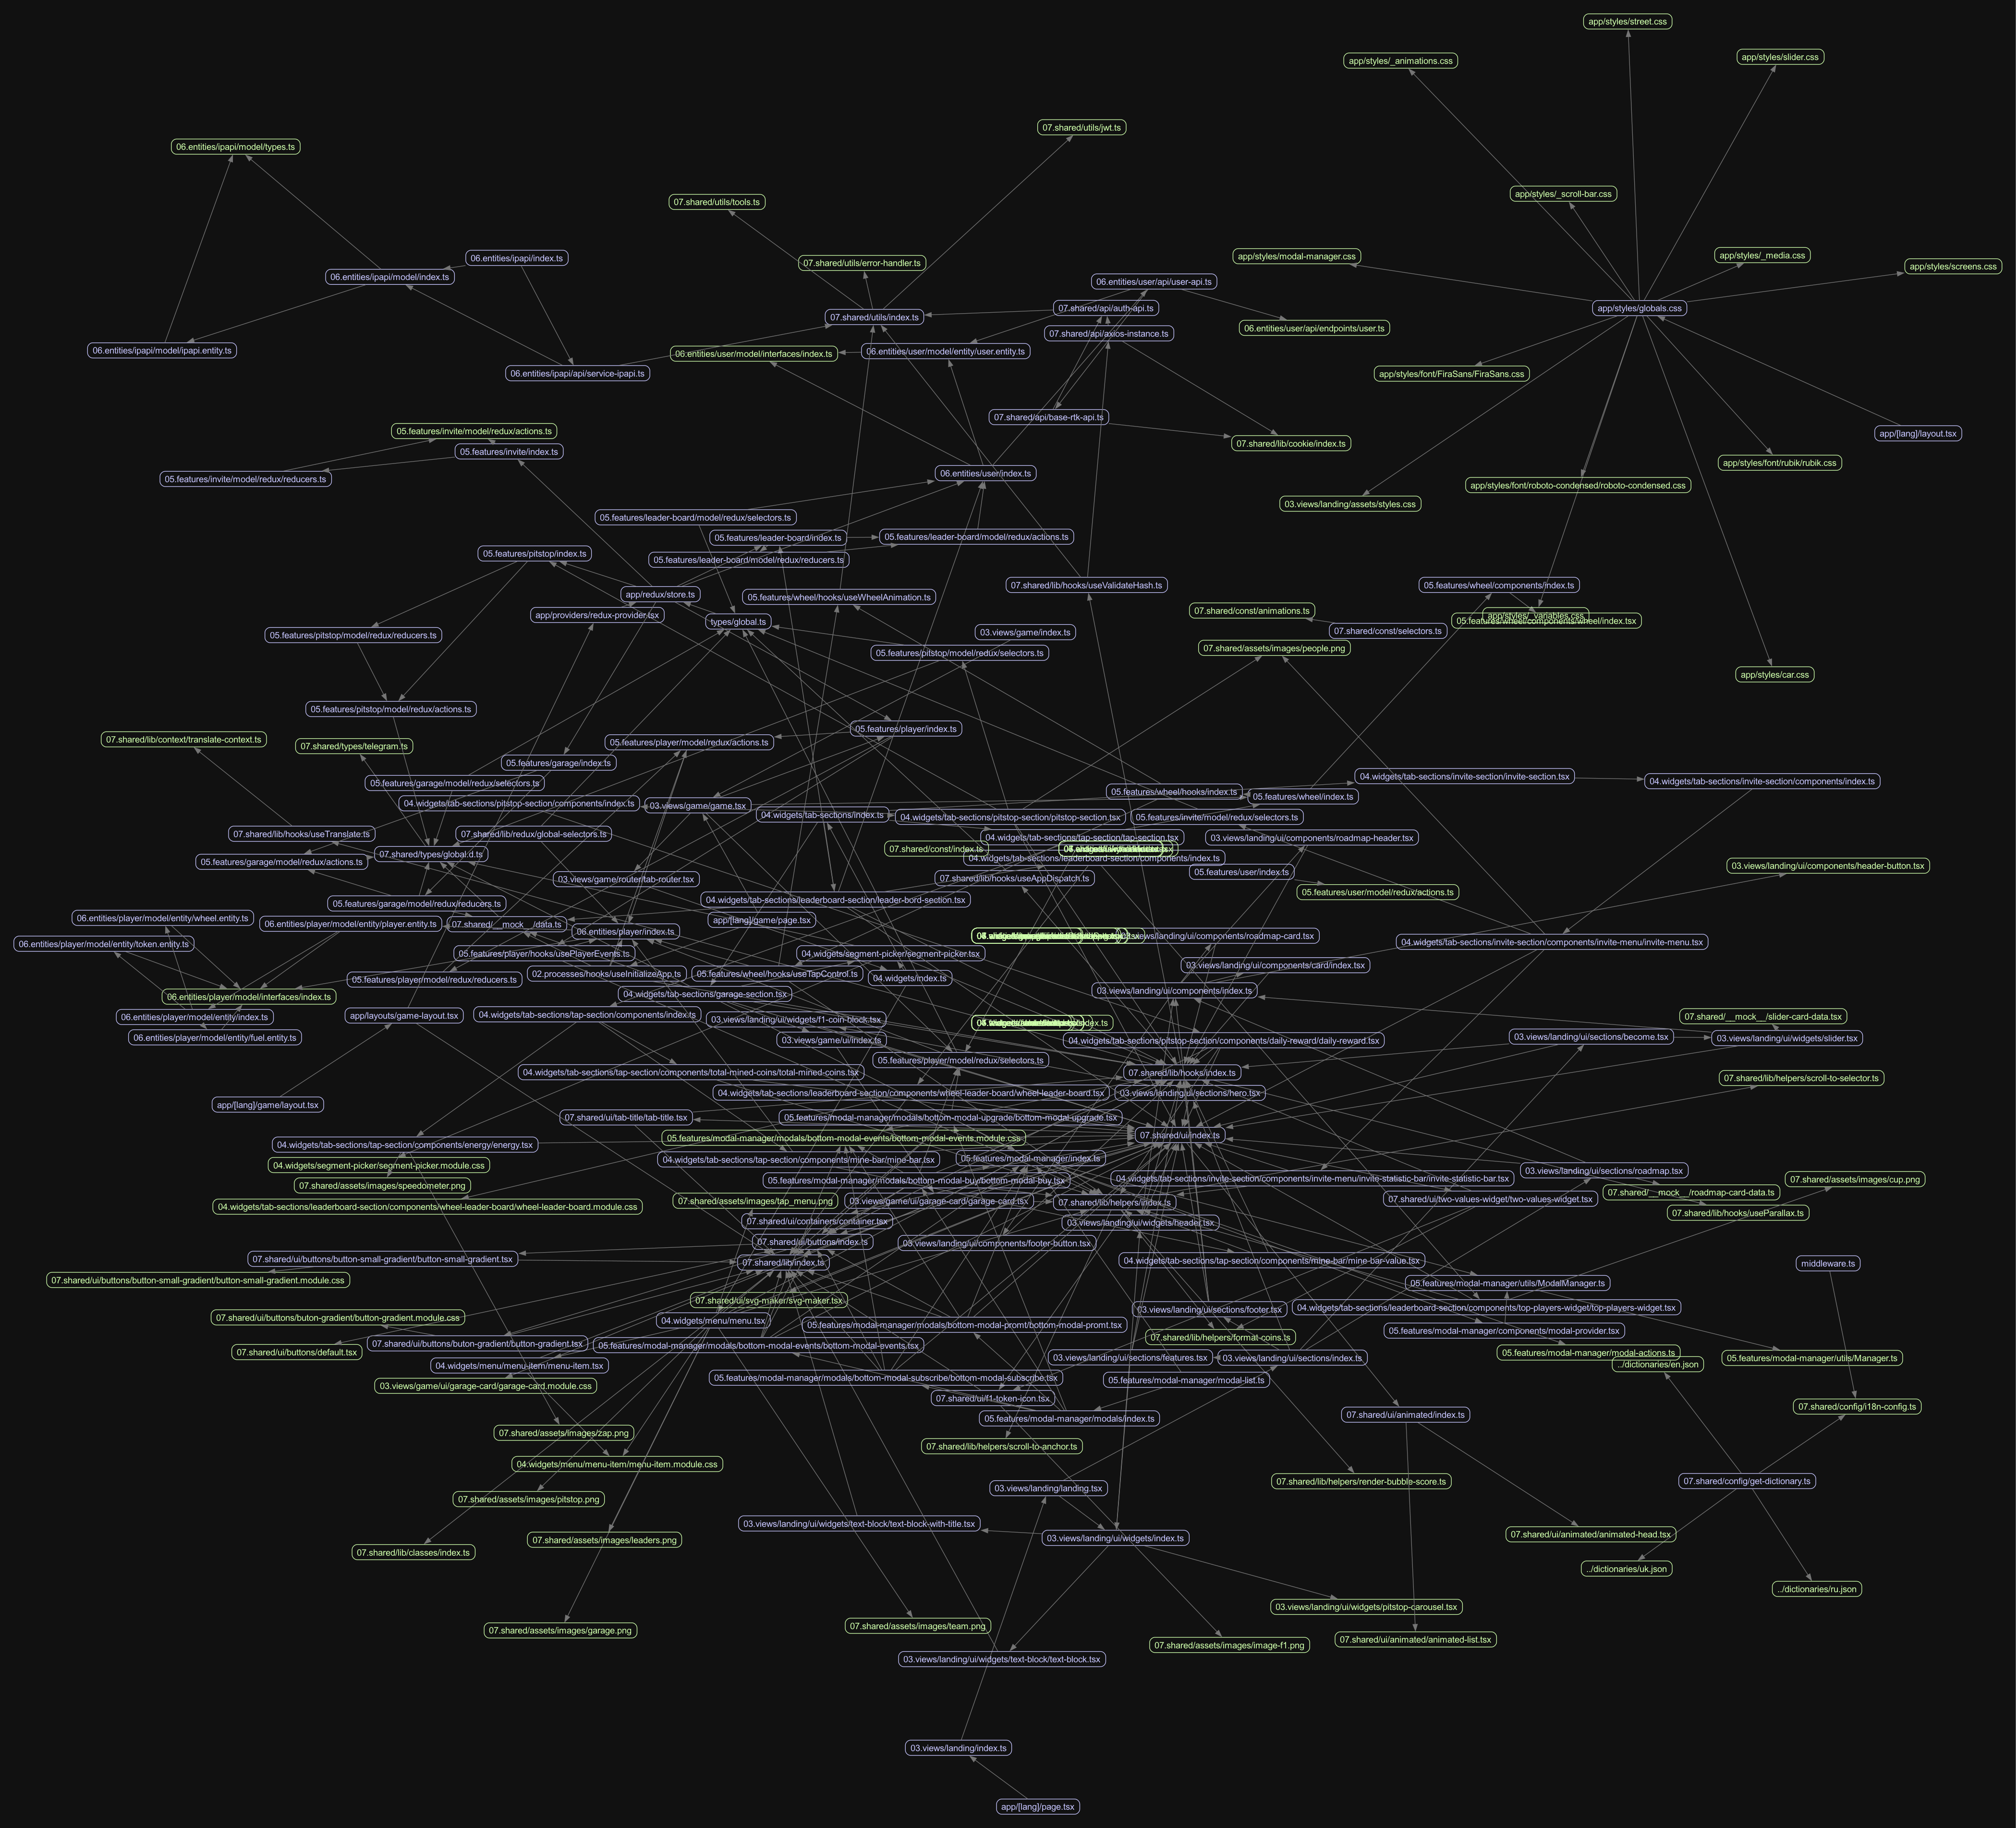 app/styles/street.css
app/styles/slider.css
app/styles/_animations.css
07.shared/utils/jwt.ts
06.entities/ipapi/model/types.ts
app/styles/_scroll-bar.css
07.shared/utils/tools.ts
app/styles/modal-manager.css
app/styles/_media.css
06.entities/ipapi/index.ts
07.shared/utils/error-handler.ts
app/styles/screens.css
06.entities/ipapi/model/index.ts
06.entities/user/api/user-api.ts
07.shared/api/auth-api.ts
app/styles/globals.css
07.shared/utils/index.ts
06.entities/user/api/endpoints/user.ts
07.shared/api/axios-instance.ts
06.entities/ipapi/model/ipapi.entity.ts
06.entities/user/model/interfaces/index.ts
06.entities/user/model/entity/user.entity.ts
06.entities/ipapi/api/service-ipapi.ts
app/styles/font/FiraSans/FiraSans.css
07.shared/api/base-rtk-api.ts
05.features/invite/model/redux/actions.ts
app/[lang]/layout.tsx
07.shared/lib/cookie/index.ts
05.features/invite/index.ts
app/styles/font/rubik/rubik.css
05.features/invite/model/redux/reducers.ts
06.entities/user/index.ts
app/styles/font/roboto-condensed/roboto-condensed.css
03.views/landing/assets/styles.css
05.features/leader-board/model/redux/selectors.ts
05.features/leader-board/index.ts
05.features/leader-board/model/redux/actions.ts
05.features/pitstop/index.ts
05.features/leader-board/model/redux/reducers.ts
07.shared/lib/hooks/useValidateHash.ts
05.features/wheel/components/index.ts
app/redux/store.ts
05.features/wheel/hooks/useWheelAnimation.ts
07.shared/const/animations.ts
app/providers/redux-provider.tsx
app/styles/_variables.css
types/global.ts
05.features/wheel/components/wheel/index.tsx
05.features/pitstop/model/redux/reducers.ts
03.views/game/index.ts
07.shared/const/selectors.ts
07.shared/assets/images/people.png
05.features/pitstop/model/redux/selectors.ts
app/styles/car.css
05.features/pitstop/model/redux/actions.ts
05.features/player/index.ts
07.shared/lib/context/translate-context.ts
07.shared/types/telegram.ts
05.features/player/model/redux/actions.ts
05.features/garage/index.ts
04.widgets/tab-sections/invite-section/invite-section.tsx
04.widgets/tab-sections/invite-section/components/index.ts
05.features/garage/model/redux/selectors.ts
05.features/wheel/hooks/index.ts
05.features/wheel/index.ts
04.widgets/tab-sections/pitstop-section/components/index.ts
03.views/game/game.tsx
04.widgets/tab-sections/index.ts
04.widgets/tab-sections/pitstop-section/pitstop-section.tsx
05.features/invite/model/redux/selectors.ts
07.shared/lib/hooks/useTranslate.ts
07.shared/lib/redux/global-selectors.ts
04.widgets/tab-sections/tap-section/tap-section.tsx
03.views/landing/ui/components/roadmap-header.tsx
07.shared/types/global.d.ts
07.shared/const/index.ts
05.features/garage/model/redux/actions.ts
04.widgets/tab-sections/leaderboard-section/components/index.ts
03.views/landing/ui/components/header-button.tsx
05.features/user/index.ts
03.views/game/router/tab-router.tsx
07.shared/lib/hooks/useAppDispatch.ts
05.features/user/model/redux/actions.ts
05.features/garage/model/redux/reducers.ts
04.widgets/tab-sections/leaderboard-section/leader-bord-section.tsx
06.entities/player/model/entity/wheel.entity.ts
06.entities/player/model/entity/player.entity.ts
07.shared/__mock__/data.ts
app/[lang]/game/page.tsx
06.entities/player/index.ts
views/landing/ui/components/roadmap-card.tsx
06.entities/player/model/entity/token.entity.ts
04.widgets/tab-sections/invite-section/components/invite-menu/invite-menu.tsx
05.features/player/hooks/usePlayerEvents.ts
04.widgets/segment-picker/segment-picker.tsx
03.views/landing/ui/components/card/index.tsx
02.processes/hooks/useInitializeApp.ts
05.features/wheel/hooks/useTapControl.ts
04.widgets/index.ts
05.features/player/model/redux/reducers.ts
03.views/landing/ui/components/index.ts
06.entities/player/model/interfaces/index.ts
04.widgets/tab-sections/garage-section.tsx
06.entities/player/model/entity/index.ts
app/layouts/game-layout.tsx
04.widgets/tab-sections/tap-section/components/index.ts
03.views/landing/ui/widgets/f1-coin-block.tsx
07.shared/__mock__/slider-card-data.tsx
06.entities/player/model/entity/fuel.entity.ts
03.views/game/ui/index.ts
04.widgets/tab-sections/pitstop-section/components/daily-reward/daily-reward.tsx
03.views/landing/ui/sections/become.tsx
03.views/landing/ui/widgets/slider.tsx
05.features/player/model/redux/selectors.ts
04.widgets/tab-sections/tap-section/components/total-mined-coins/total-mined-coins.tsx
07.shared/lib/hooks/index.ts
07.shared/lib/helpers/scroll-to-selector.ts
04.widgets/tab-sections/leaderboard-section/components/wheel-leader-board/wheel-leader-board.tsx
03.views/landing/ui/sections/hero.tsx
app/[lang]/game/layout.tsx
07.shared/ui/tab-title/tab-title.tsx
05.features/modal-manager/modals/bottom-modal-upgrade/bottom-modal-upgrade.tsx
07.shared/ui/index.ts
05.features/modal-manager/modals/bottom-modal-events/bottom-modal-events.module.css
04.widgets/tab-sections/tap-section/components/energy/energy.tsx
04.widgets/tab-sections/tap-section/components/mine-bar/mine-bar.tsx
05.features/modal-manager/index.ts
04.widgets/segment-picker/segment-picker.module.css
03.views/landing/ui/sections/roadmap.tsx
05.features/modal-manager/modals/bottom-modal-buy/bottom-modal-buy.tsx
04.widgets/tab-sections/invite-section/components/invite-menu/invite-statistic-bar/invite-statistic-bar.tsx
07.shared/assets/images/cup.png
07.shared/assets/images/speedometer.png
07.shared/__mock__/roadmap-card-data.ts
07.shared/assets/images/tap_menu.png
03.views/game/ui/garage-card/garage-card.tsx
07.shared/lib/helpers/index.ts
07.shared/ui/two-values-widget/two-values-widget.tsx
04.widgets/tab-sections/leaderboard-section/components/wheel-leader-board/wheel-leader-board.module.css
07.shared/lib/hooks/useParallax.ts
07.shared/ui/containers/container.tsx
03.views/landing/ui/widgets/header.tsx
07.shared/ui/buttons/index.ts
03.views/landing/ui/components/footer-button.tsx
07.shared/ui/buttons/button-small-gradient/button-small-gradient.tsx
07.shared/lib/index.ts
04.widgets/tab-sections/tap-section/components/mine-bar/mine-bar-value.tsx
middleware.ts
07.shared/ui/buttons/button-small-gradient/button-small-gradient.module.css
05.features/modal-manager/utils/ModalManager.ts
07.shared/ui/svg-maker/svg-maker.tsx
03.views/landing/ui/sections/footer.tsx
04.widgets/tab-sections/leaderboard-section/components/top-players-widget/top-players-widget.tsx
07.shared/ui/buttons/buton-gradient/button-gradient.module.css
04.widgets/menu/menu.tsx
05.features/modal-manager/modals/bottom-modal-promt/bottom-modal-promt.tsx
05.features/modal-manager/components/modal-provider.tsx
07.shared/lib/helpers/format-coins.ts
07.shared/ui/buttons/buton-gradient/button-gradient.tsx
05.features/modal-manager/modals/bottom-modal-events/bottom-modal-events.tsx
07.shared/ui/buttons/default.tsx
05.features/modal-manager/modal-actions.ts
03.views/landing/ui/sections/features.tsx
03.views/landing/ui/sections/index.ts
05.features/modal-manager/utils/Manager.ts
../dictionaries/en.json
04.widgets/menu/menu-item/menu-item.tsx
05.features/modal-manager/modals/bottom-modal-subscribe/bottom-modal-subscribe.tsx
05.features/modal-manager/modal-list.ts
03.views/game/ui/garage-card/garage-card.module.css
07.shared/ui/f1-token-icon.tsx
07.shared/config/i18n-config.ts
05.features/modal-manager/modals/index.ts
07.shared/ui/animated/index.ts
07.shared/assets/images/zap.png
07.shared/lib/helpers/scroll-to-anchor.ts
04.widgets/menu/menu-item/menu-item.module.css
07.shared/lib/helpers/render-bubble-score.ts
07.shared/config/get-dictionary.ts
03.views/landing/landing.tsx
07.shared/assets/images/pitstop.png
03.views/landing/ui/widgets/text-block/text-block-with-title.tsx
07.shared/ui/animated/animated-head.tsx
03.views/landing/ui/widgets/index.ts
07.shared/assets/images/leaders.png
07.shared/lib/classes/index.ts
../dictionaries/uk.json
../dictionaries/ru.json
03.views/landing/ui/widgets/pitstop-carousel.tsx
07.shared/assets/images/team.png
07.shared/assets/images/garage.png
07.shared/ui/animated/animated-list.tsx
07.shared/assets/images/image-f1.png
03.views/landing/ui/widgets/text-block/text-block.tsx
03.views/landing/index.ts
app/[lang]/page.tsx